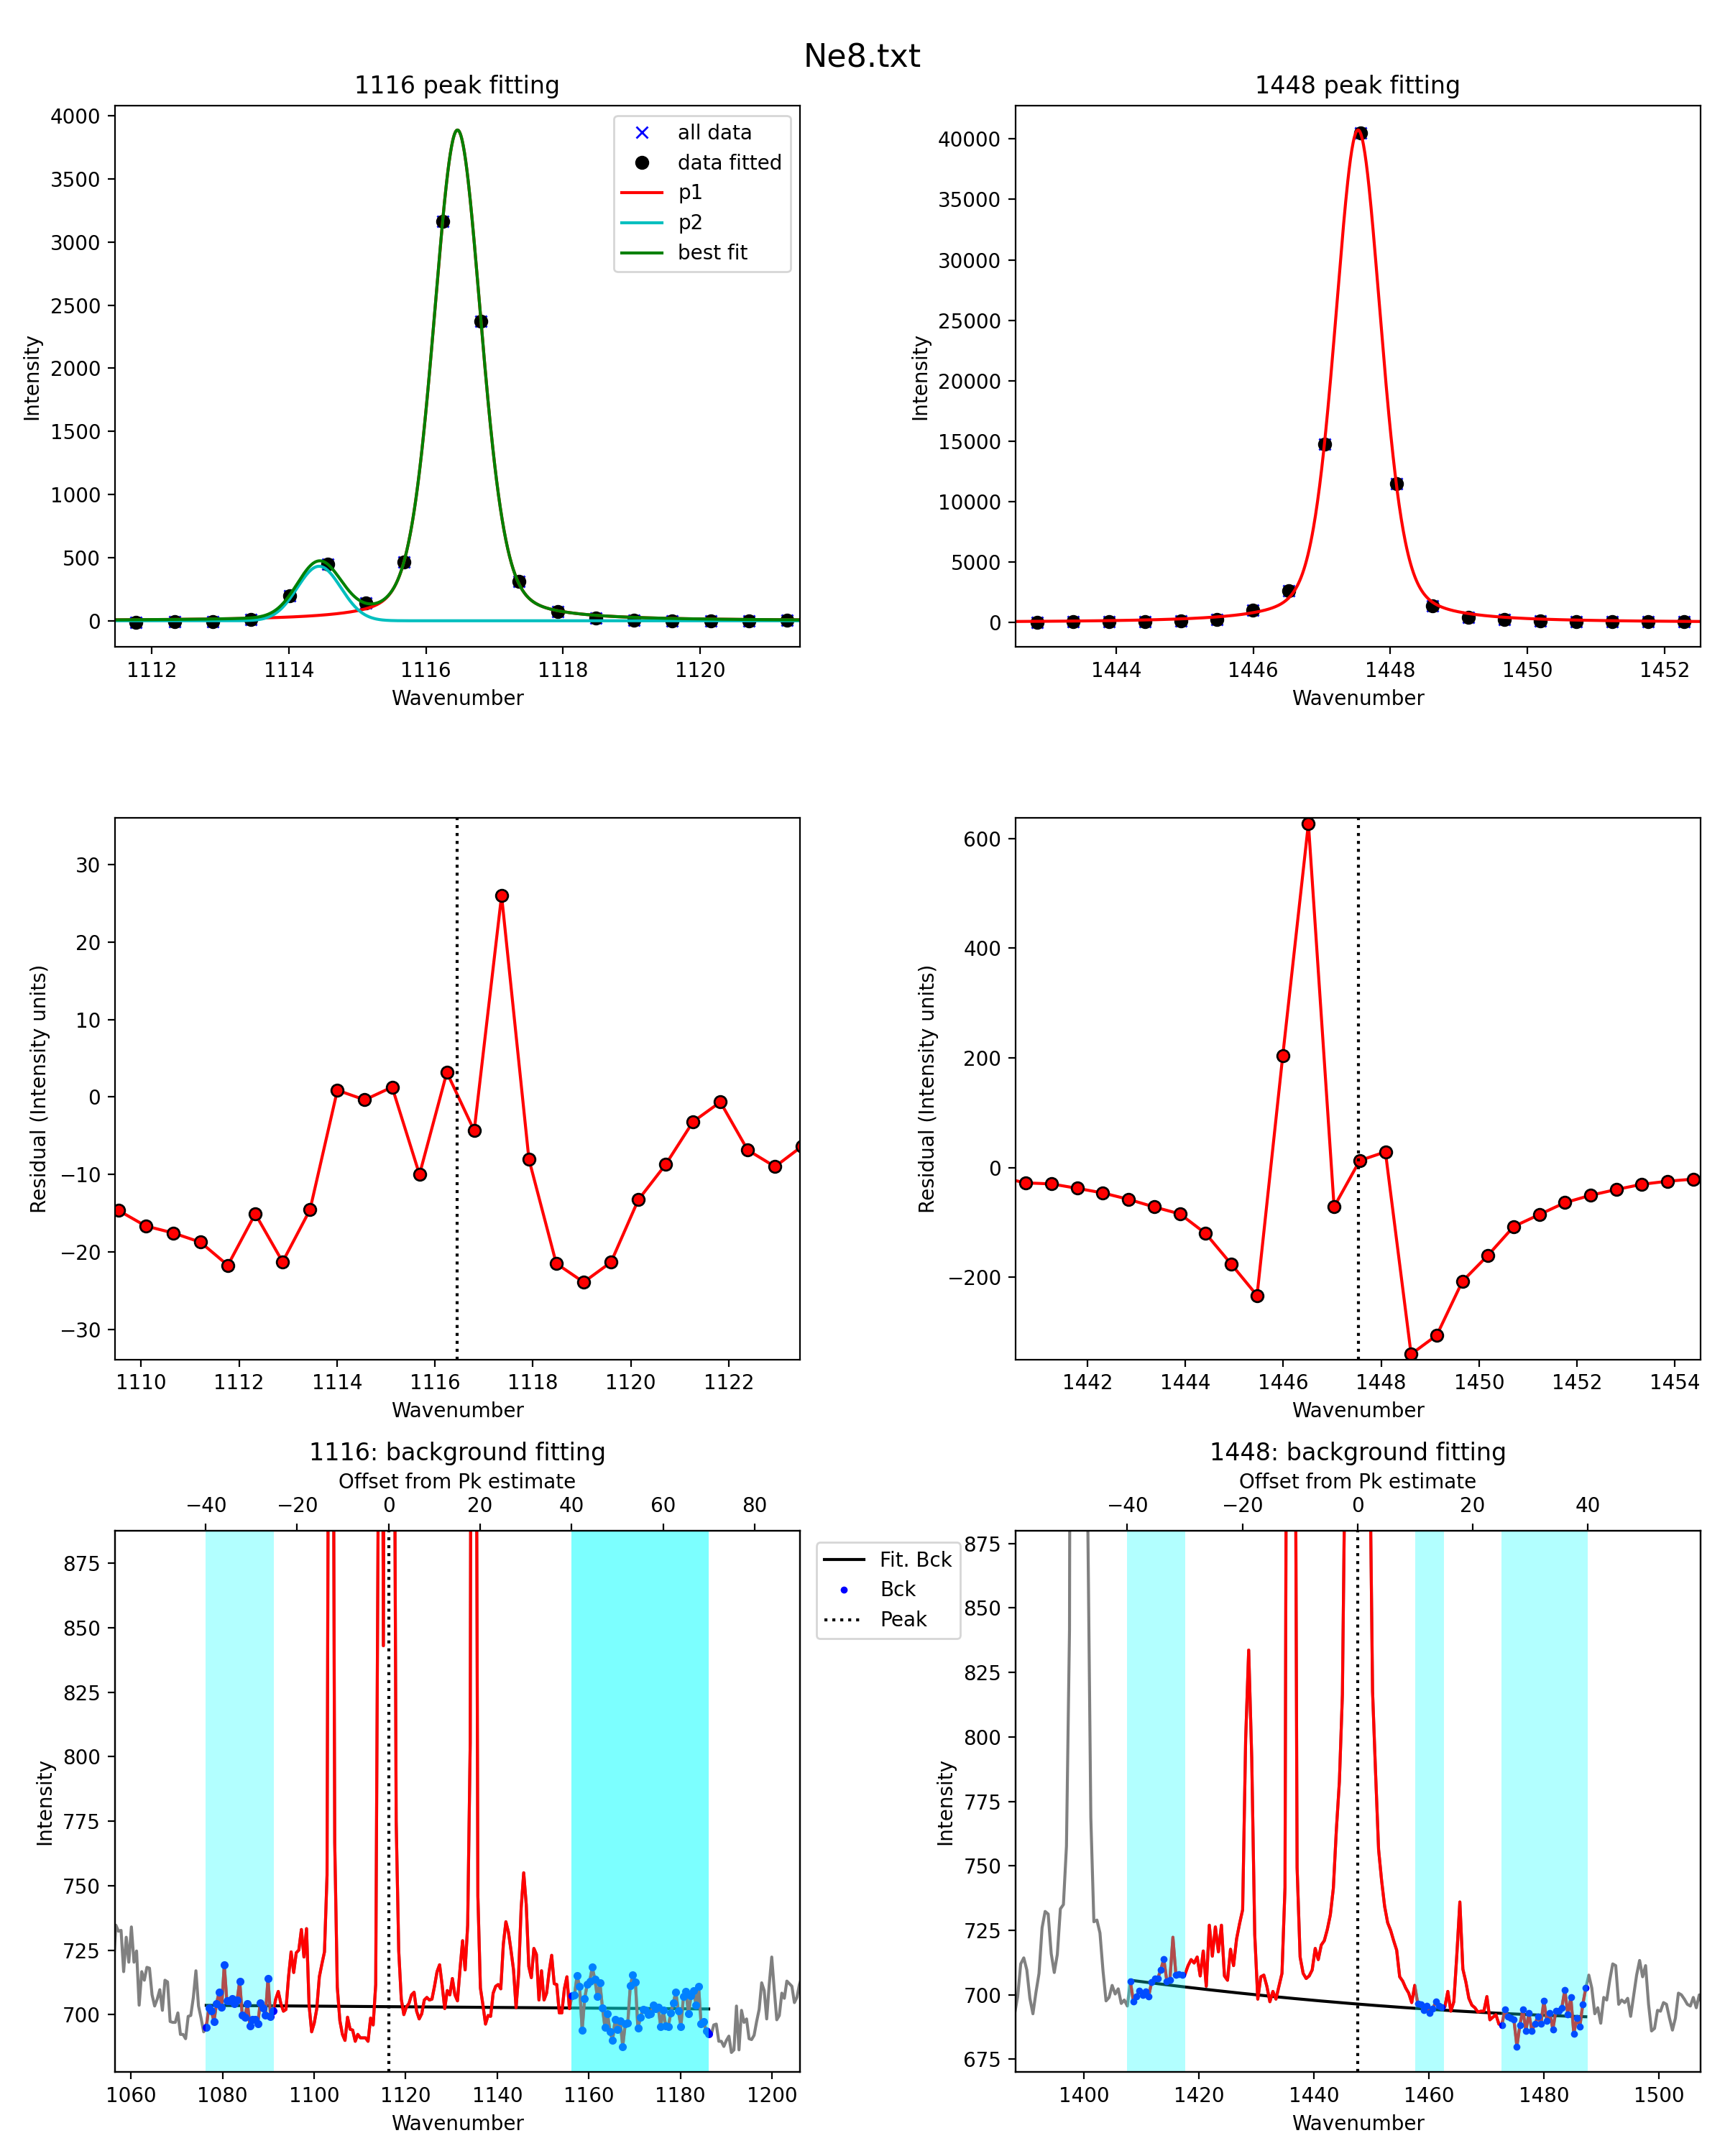 Ne8.txt
1116 peak fitting
4000
3500
3000
2500
2000
1500
1000
500
0
Intensity
all data
data fitted
p1
p2
best fit
1112 1114 1116 1118 1120
Wavenumber
1448 peak fitting
40000
35000
30000
25000
20000
15000
10000
5000
0
Intensity
1444 1446 1448 1450 1452
Wavenumber
30
20
10
0
−10
−20
−30
Residual (Intensity units)
1110 1112 1114 1116 1118 1120 1122
Wavenumber
600
400
200
0
−200
Residual (Intensity units)
1442 1444 1446 1448 1450 1452 1454
Wavenumber
1116: background fitting
Offset from Pk estimate
−40 −20 0 20 40 60 80
875
850
825
800
775
750
725
700
Intensity
1060 1080 1100 1120 1140 1160 1180 1200
Wavenumber
Fit. Bck
Bck
Peak
1448: background fitting
Offset from Pk estimate
−40 −20 0 20 40
875
850
825
800
775
750
725
700
675
Intensity
1400 1420 1440 1460 1480 1500
Wavenumber